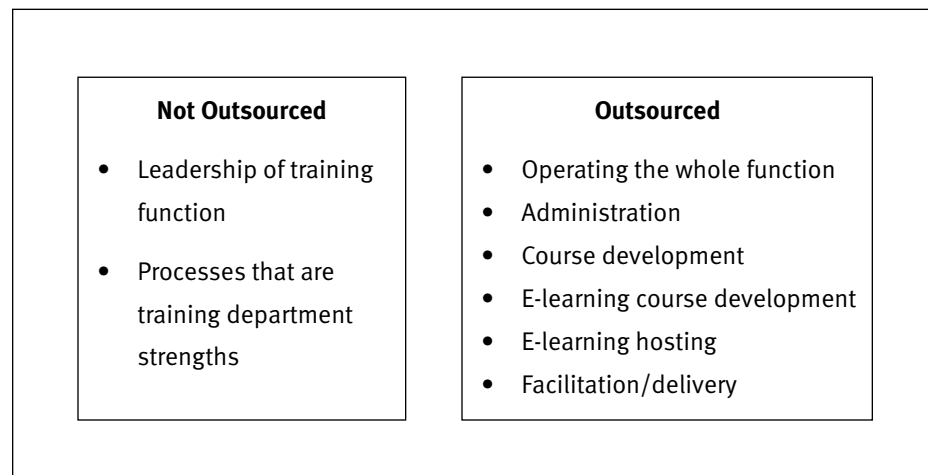 Not Outsourced
• Leadership of training
function
• Processes that are
training department
strengths
Outsourced
• Operating the whole function
• Administration
• Course development
• E-learning course development
• E-learning hosting
• Facilitation/delivery